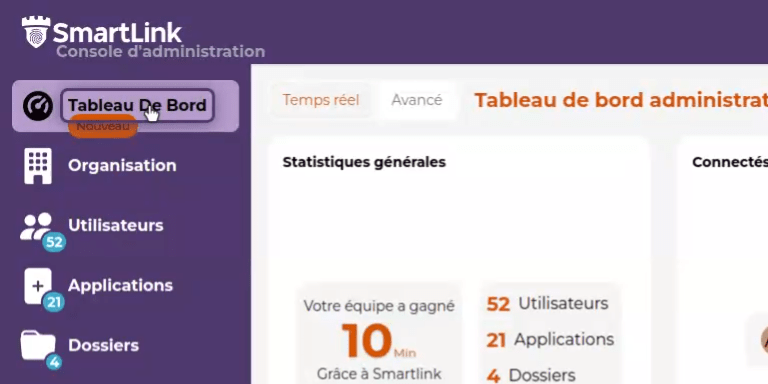 SmartLink
Console d'administration
Tableau De Bord
Nouveau
Organisation
Utilisateurs
52
Applications
21
Dossiers
4
Temps réel
Avancé
Tableau de bord administrat
Statistiques générales
Connectés
Votre équipe a gagné
10 Min
Grâce à Smartlink
52 Utilisateurs
21 Applications
4 Dossiers